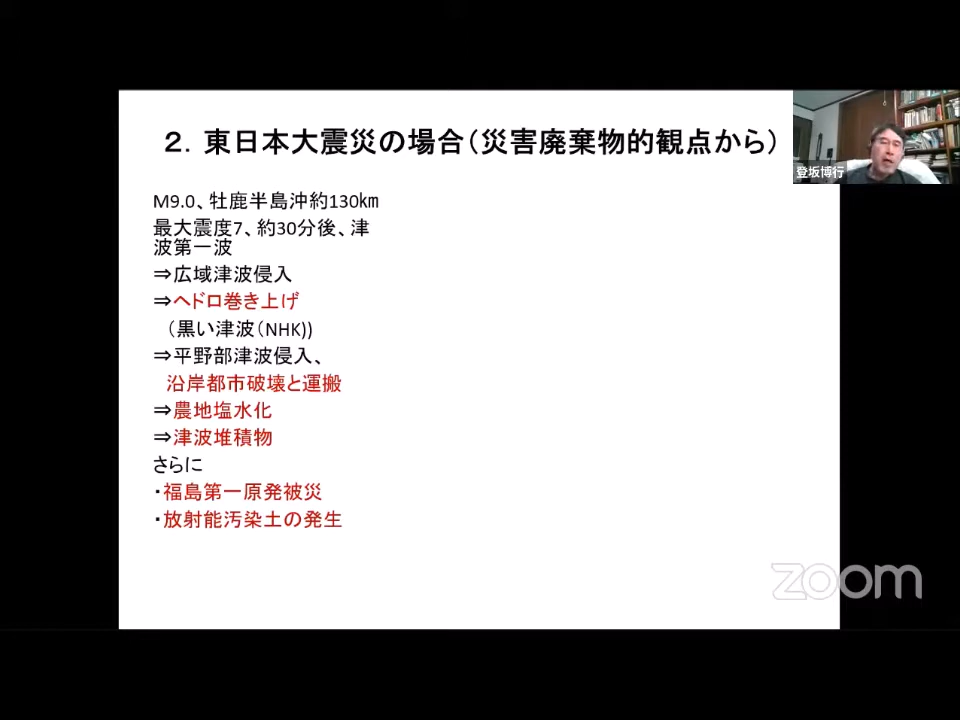 2．東日本大震災の場合（災害廃棄物的観点から）
登坂博行
M9.0、牡鹿半島沖約130㎞
最大震度7、約30分後、津
波第一波
⇒広域津波侵入
⇒ヘドロ巻き上げ
（黒い津波（NHK))
⇒平野部津波侵入、
沿岸都市破壊と運搬
⇒農地塩水化
⇒津波堆積物
さらに
・福島第一原発被災
・放射能汚染土の発生
zoom